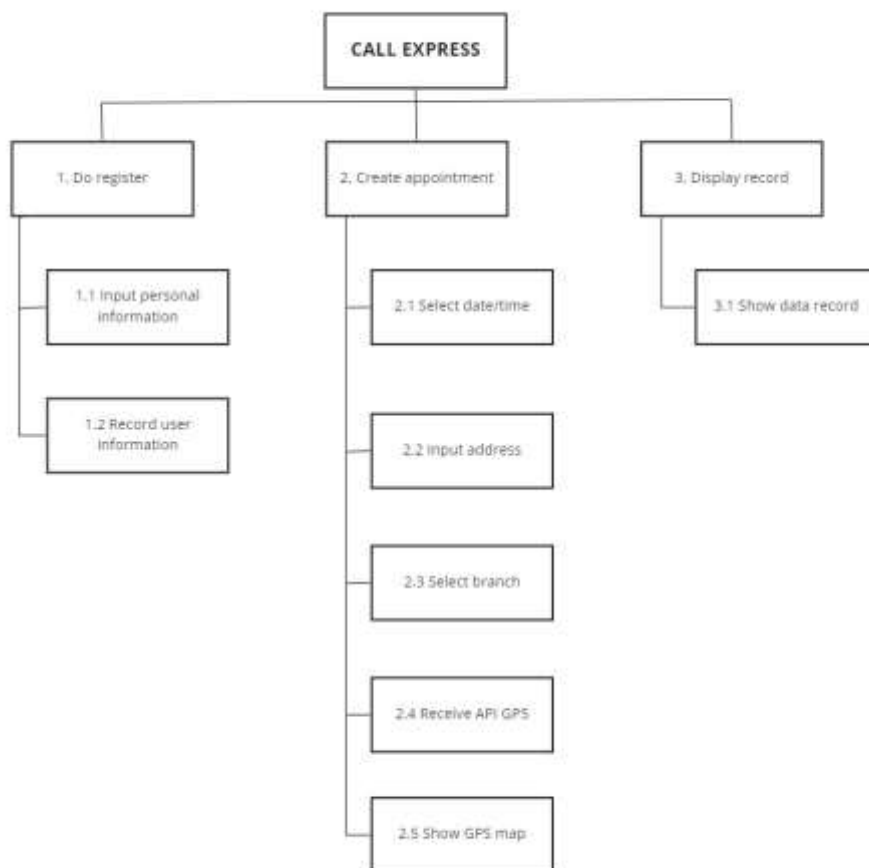 CALL EXPRESS
1. Do register
2. Create appointment
3. Display record
1.1 Input personal
information
1.2 Record user
information
2.1 Select date/time
2.2 Input address
2.3 Select branch
2.4 Receive API GPS
2.5 Show GPS map
3.1 Show data record